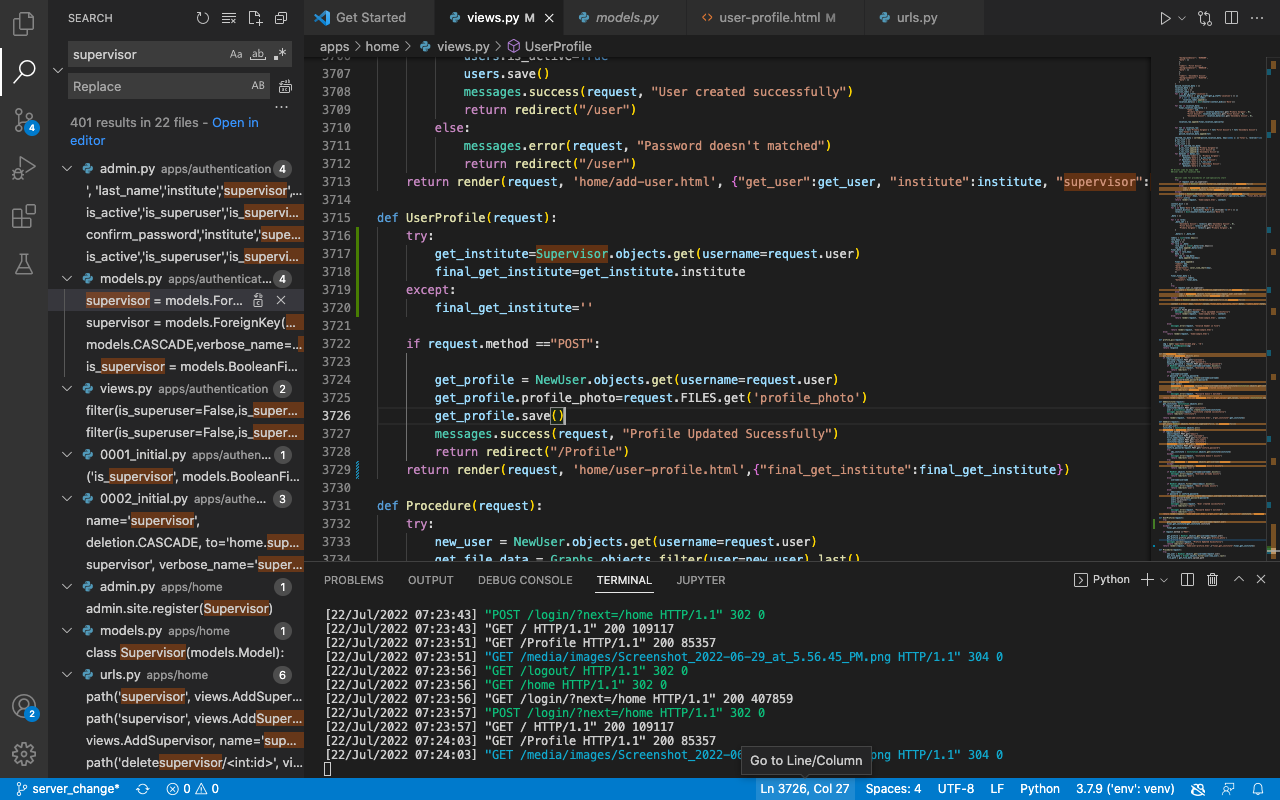 SEARCH
supervisor
Aa
ab
Replace
AB
401 results in 22 files - Open in
editor
admin.py apps/authentication 4
', 'last_name','institute','supervisor',...
is_active','is_superuser','is_supervi...
confirm_password','institute','supe...
is_active','is_superuser','is_supervi...
models.py apps/authenticat... 4
supervisor = models.For...
supervisor = models.ForeignKey(...
models.CASCADE,verbose_name=...
is_supervisor = models.BooleanFi...
views.py apps/authentication 2
filter(is_superuser=False,is_super...
filter(is_superuser=False,is_super...
0001_initial.py apps/authen... 1
('is_supervisor', models.BooleanFi...
0002_initial.py apps/authe... 3
name='supervisor',
deletion.CASCADE, to='home.sup...
supervisor', verbose_name='super...
admin.py apps/home 1
admin.site.register(Supervisor)
models.py apps/home 1
class Supervisor(models.Model):
urls.py apps/home 6
path('supervisor', views.AddSuper...
path('supervisor', views.AddSuper...
views.AddSupervisor, name='sup...
path('deletesupervisor/<int:id>', vi...
4
2
Get Started
views.py M
models.py
user-profile.html M
urls.py
apps > home > views.py > UserProfile
3706 users.is_active=True
3707 users.save()
3708 messages.success(request, "User created successfully")
3709 return redirect("/user")
3710 else:
3711 messages.error(request, "Password doesn't matched")
3712 return redirect("/user")
3713 return render(request, 'home/add-user.html', {"get_user":get_user, "institute":institute, "supervisor":
3714
3715 def UserProfile(request):
3716 try:
3717 get_institute=Supervisor.objects.get(username=request.user)
3718 final_get_institute=get_institute.institute
3719 except:
3720 final_get_institute=''
3721
3722 if request.method =="POST":
3723
3724 get_profile = NewUser.objects.get(username=request.user)
3725 get_profile.profile_photo=request.FILES.get('profile_photo')
3726 get_profile.save()
3727 messages.success(request, "Profile Updated Sucessfully")
3728 return redirect("/Profile")
3729 return render(request, 'home/user-profile.html',{"final_get_institute":final_get_institute})
3730
3731 def Procedure(request):
3732 try:
3733 new_user = NewUser.objects.get(username=request.user)
3734 get_file_data = Graphs.objects.filter(user=new_user).last()
PROBLEMS OUTPUT DEBUG CONSOLE TERMINAL JUPYTER
Python
[22/Jul/2022 07:23:43] "POST /login/?next=/home HTTP/1.1" 302 0
[22/Jul/2022 07:23:43] "GET / HTTP/1.1" 200 109117
[22/Jul/2022 07:23:51] "GET /Profile HTTP/1.1" 200 85357
[22/Jul/2022 07:23:51] "GET /media/images/Screenshot_2022-06-29_at_5.56.45_PM.png HTTP/1.1" 304 0
[22/Jul/2022 07:23:56] "GET /logout/ HTTP/1.1" 302 0
[22/Jul/2022 07:23:56] "GET /home HTTP/1.1" 302 0
[22/Jul/2022 07:23:56] "GET /login/?next=/home HTTP/1.1" 200 407859
[22/Jul/2022 07:23:57] "POST /login/?next=/home HTTP/1.1" 302 0
[22/Jul/2022 07:23:57] "GET / HTTP/1.1" 200 109117
[22/Jul/2022 07:24:03] "GET /Profile HTTP/1.1" 200 85357
[22/Jul/2022 07:24:03] "GET /media/images/Screenshot_2022-06 png HTTP/1.1" 304 0
Go to Line/Column
server_change* 0 0 Ln 3726, Col 27 Spaces: 4 UTF-8 LF Python 3.7.9 ('env': venv)